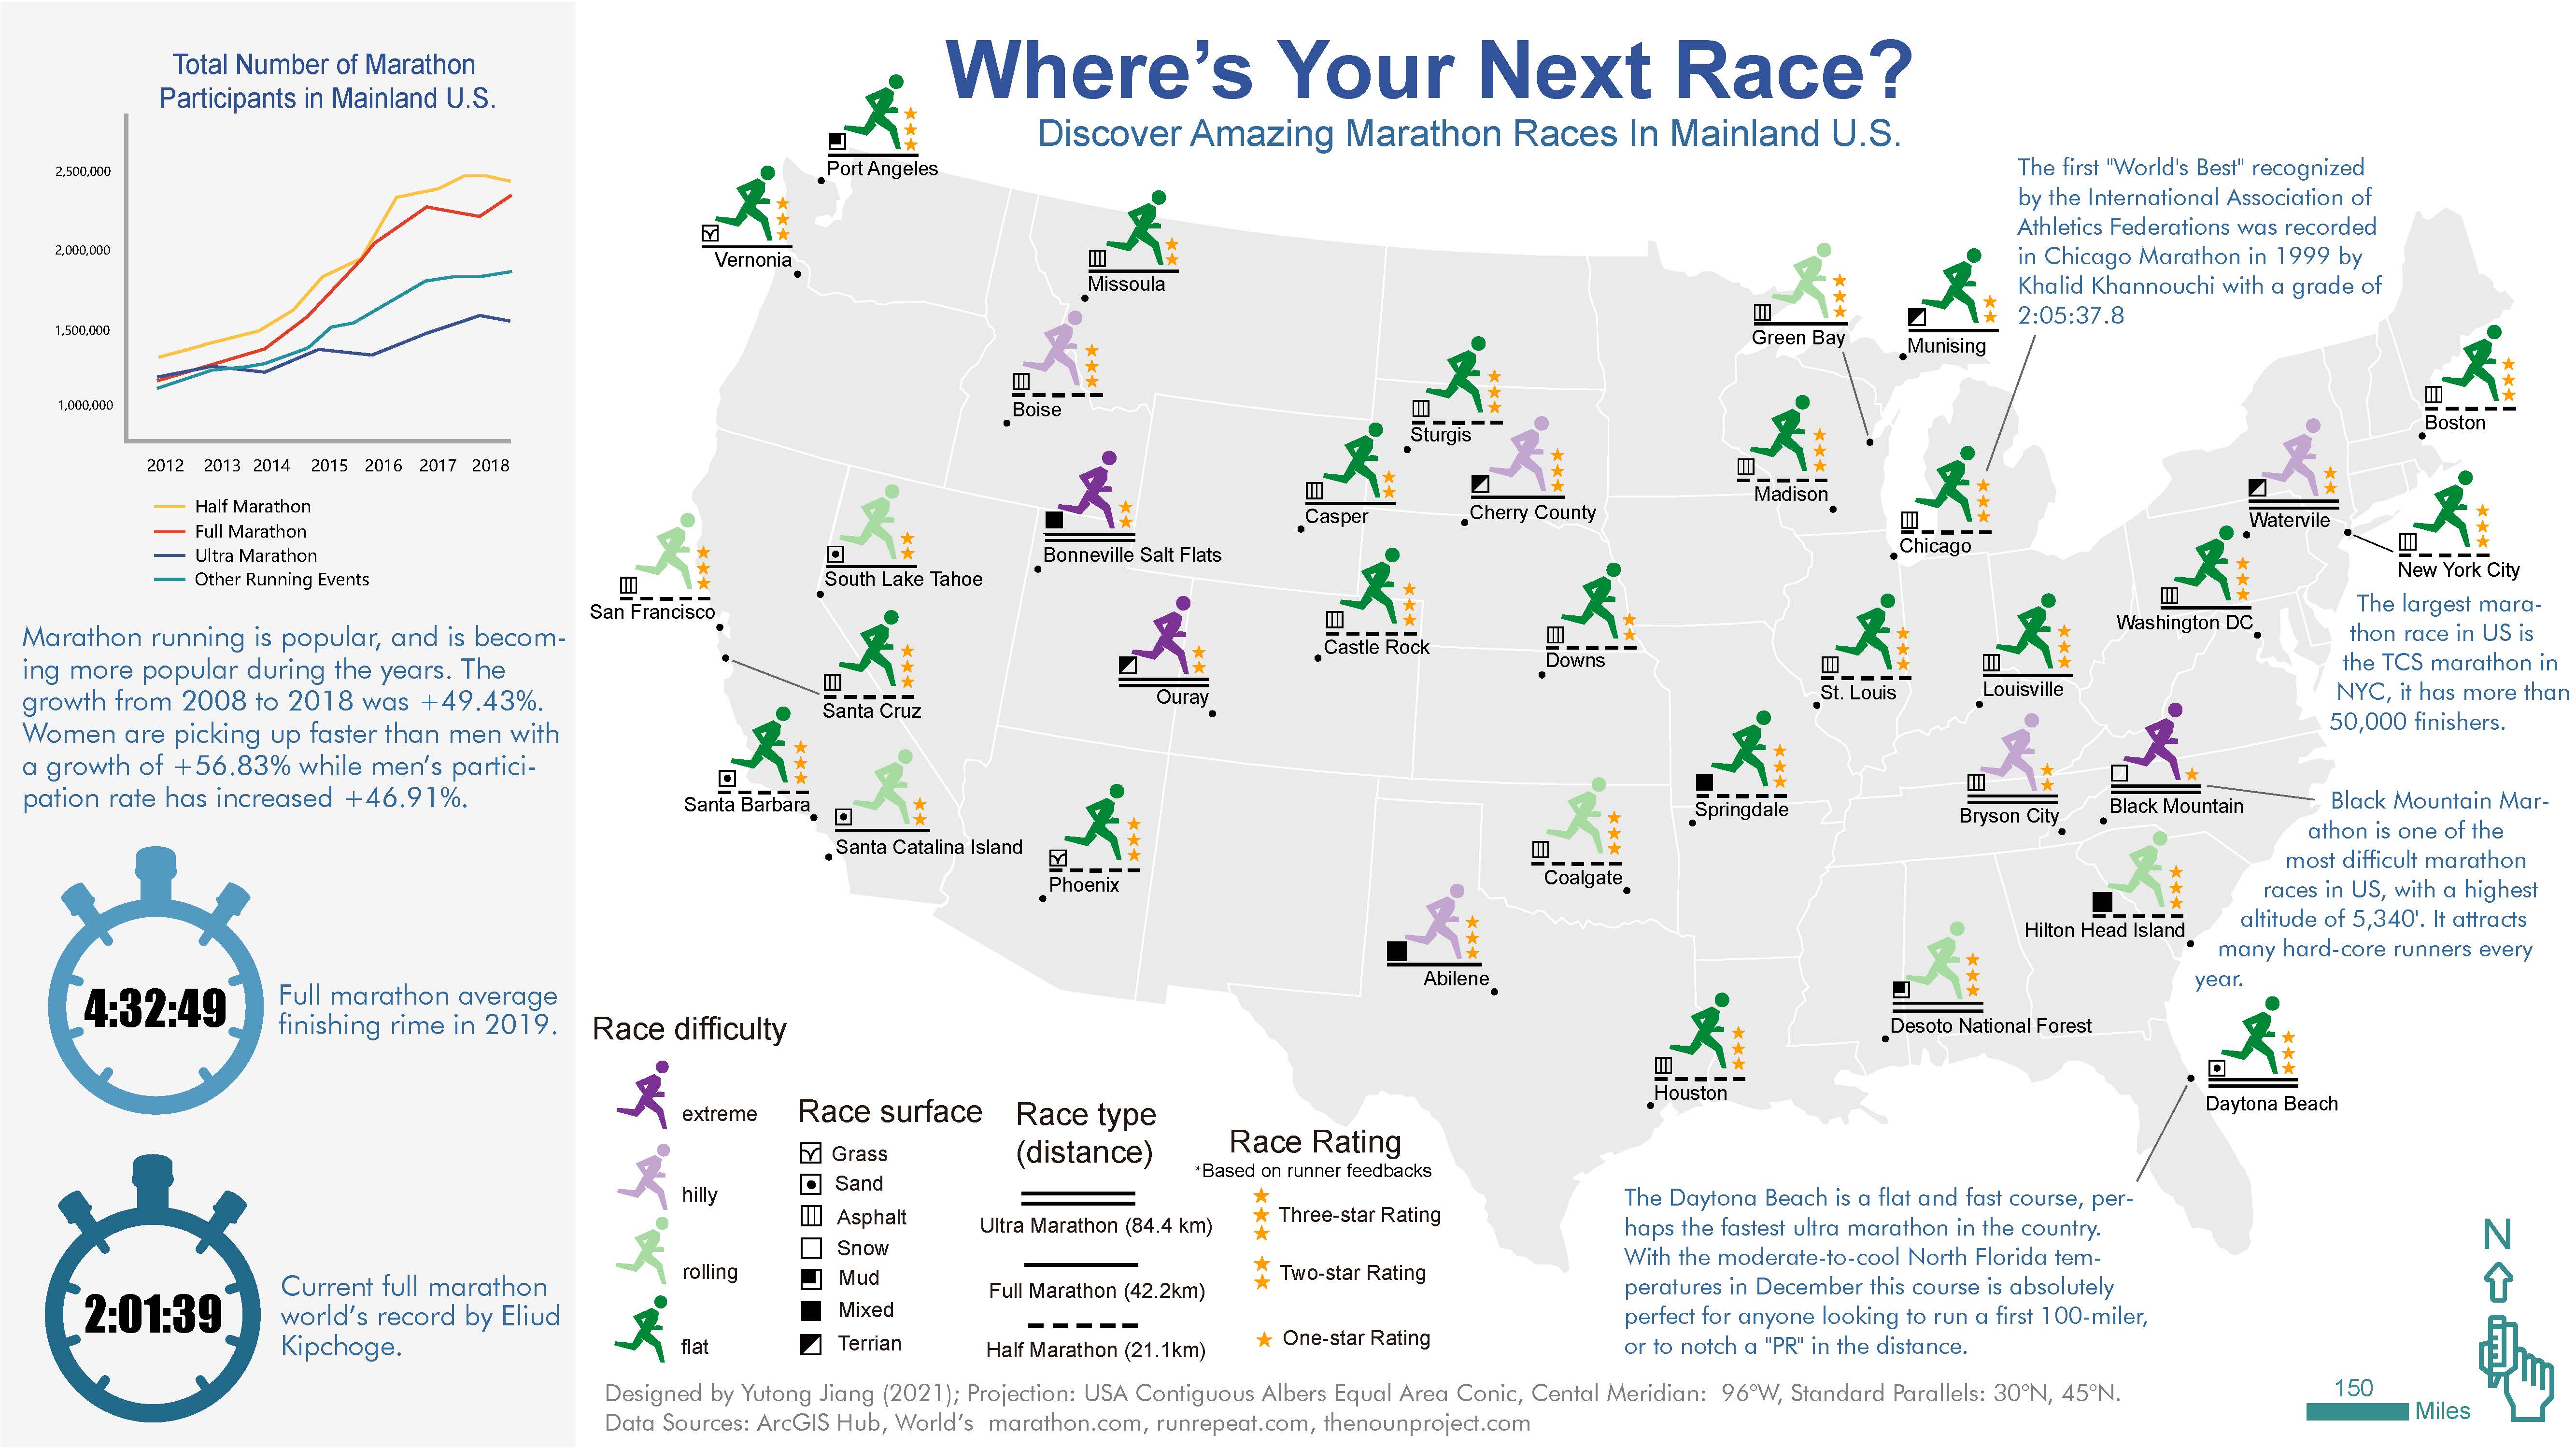 Where's Your Next Race?
Discover Amazing Marathon Races In Mainland U.S.
Total Number of Marathon
Participants in Mainland U.S.
2,500,000
2,000,000
1,500,000
1,000,000
2012 2013 2014 2015 2016 2017 2018
Half Marathon
Full Marathon
Ultra Marathon
Other Running Events
Marathon running is popular, and is becom-
ing more popular during the years. The
growth from 2008 to 2018 was +49.43%.
Women are picking up faster than men with
a growth of +56.83% while men's partici-
pation rate has increased +46.91%.
4:32:49
Full marathon average
finishing rime in 2019.
2:01:39
Current full marathon
world's record by Eliud
Kipchoge.
Port Angeles
Vernonia
Missoula
Boise
Green Bay
Munising
The first "World's Best" recognized
by the International Association of
Athletics Federations was recorded
in Chicago Marathon in 1999 by
Khalid Khannouchi with a grade of
2:05:37.8
Boston
Sturgis
Madison
Casper
Cherry County
Chicago
Watervile
New York City
Bonneville Salt Flats
South Lake Tahoe
San Francisco
Santa Cruz
Ouray
Castle Rock
Downs
St. Louis
Louisville
Washington DC
The largest mara-
thon race in US is
the TCS marathon in
NYC, it has more than
50,000 finishers.
Santa Barbara
Santa Catalina Island
Phoenix
Springdale
Coalgate
Bryson City
Black Mountain
Black Mountain Mar-
athon is one of the
most difficult marathon
races in US, with a highest
altitude of 5,340'. It attracts
many hard-core runners every
year.
Hilton Head Island
Abilene
Desoto National Forest
Houston
Daytona Beach
The Daytona Beach is a flat and fast course, per-
haps the fastest ultra marathon in the country.
With the moderate-to-cool North Florida tem-
peratures in December this course is absolutely
perfect for anyone looking to run a first 100-miler,
or to notch a "PR" in the distance.
Race difficulty
extreme
hilly
rolling
flat
Race surface
Grass
Sand
Asphalt
Snow
Mud
Mixed
Terrian
Race type
(distance)
Ultra Marathon (84.4 km)
Full Marathon (42.2km)
Half Marathon (21.1km)
Race Rating
*Based on runner feedbacks
Three-star Rating
Two-star Rating
One-star Rating
N
150
Miles
Designed by Yutong Jiang (2021); Projection: USA Contiguous Albers Equal Area Conic, Cental Meridian: 96°W, Standard Parallels: 30°N, 45°N.
Data Sources: ArcGIS Hub, World's marathon.com, runrepeat.com, thenounproject.com